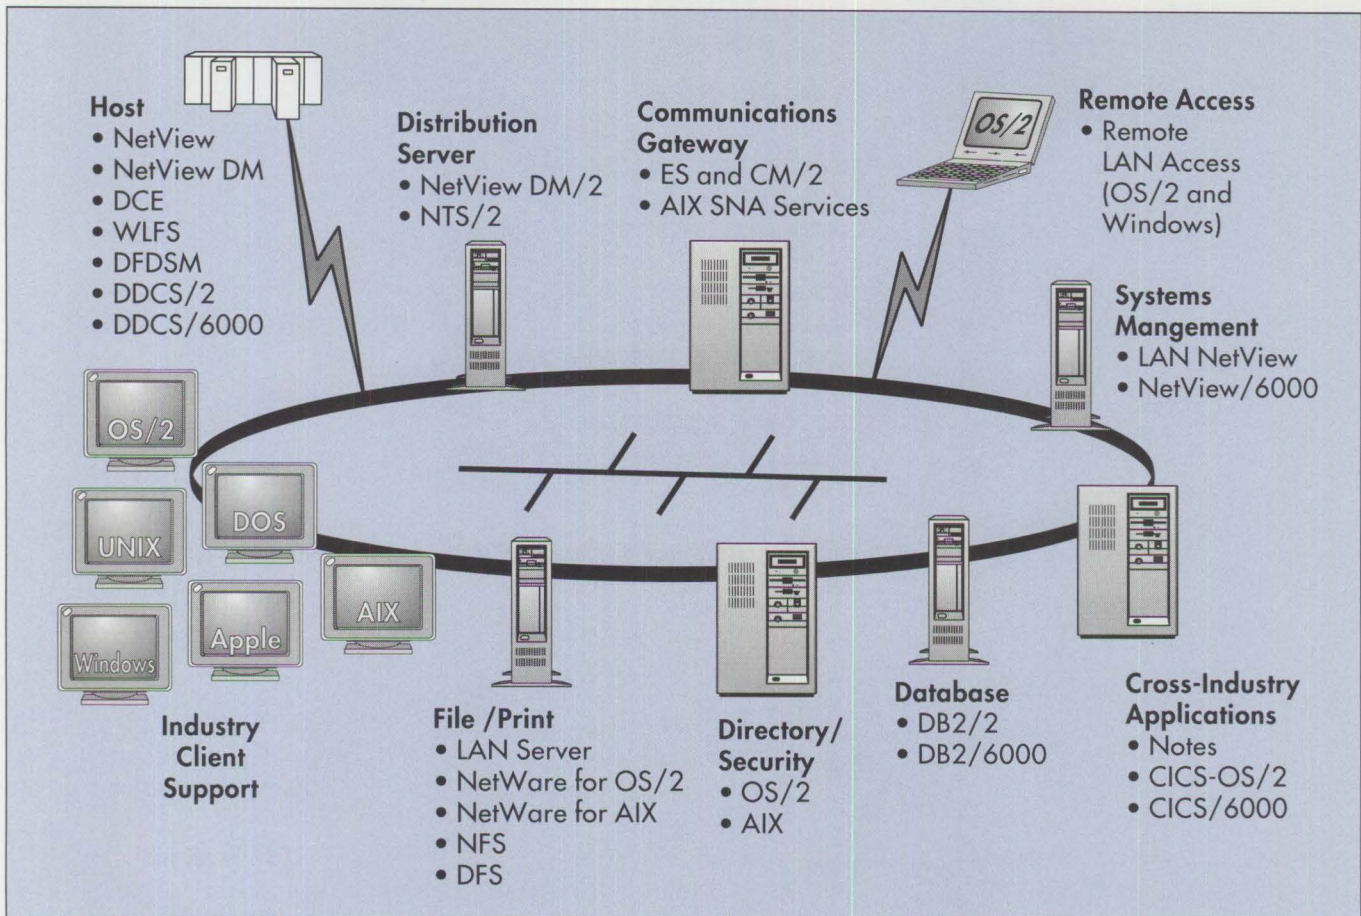 Host
• NetView
• NetView DM
• DCE
• WLFS
• DFDSM
• DDCS/2
• DDCS/6000
Distribution
Server
• NetView DM/2
• NTS/2
Communications
Gateway
• ES and CM/2
• AIX SNA Services
OS/2
Remote Access
• Remote
LAN Access
(OS/2 and
Windows)
Systems
Mangement
• LAN NetView
• NetView/6000
OS/2
DOS
UNIX
AIX
Apple
Windows
Industry
Client
Support
File /Print
• LAN Server
• NetWare for OS/2
• NetWare for AIX
• NFS
• DFS
Directory/
Security
• OS/2
• AIX
Database
• DB2/2
• DB2/6000
Cross-Industry
Applications
• Notes
• CICS-OS/2
• CICS/6000